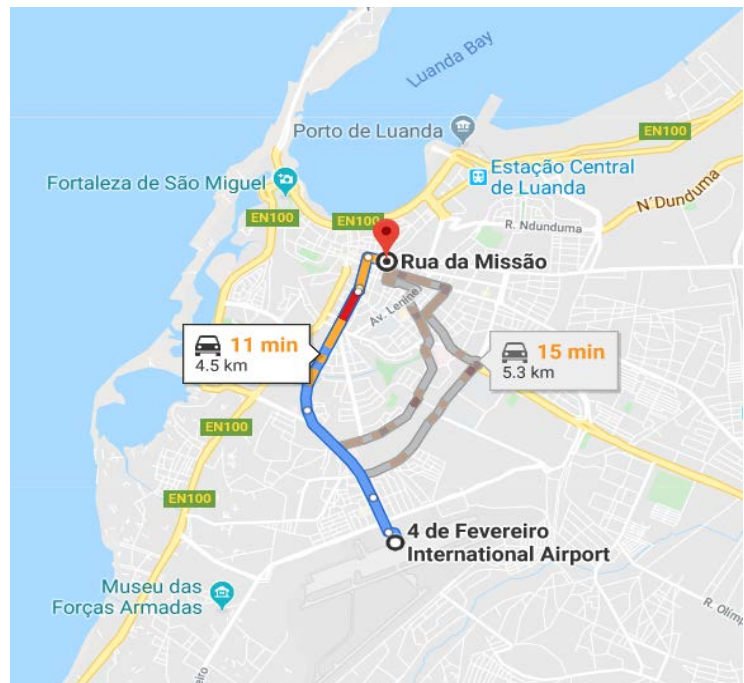 Luanda Bay
Porto de Luanda
EN100
Estação Central
de Luanda
Fortaleza de São Miguel
N'Dunduma
EN100
EN100
R. Ndunduma
Rua da Missão
Av. Lenine
11 min
4.5 km
15 min
5.3 km
EN100
EN100
4 de Fevereiro
International Airport
Museu das
Forças Armadas